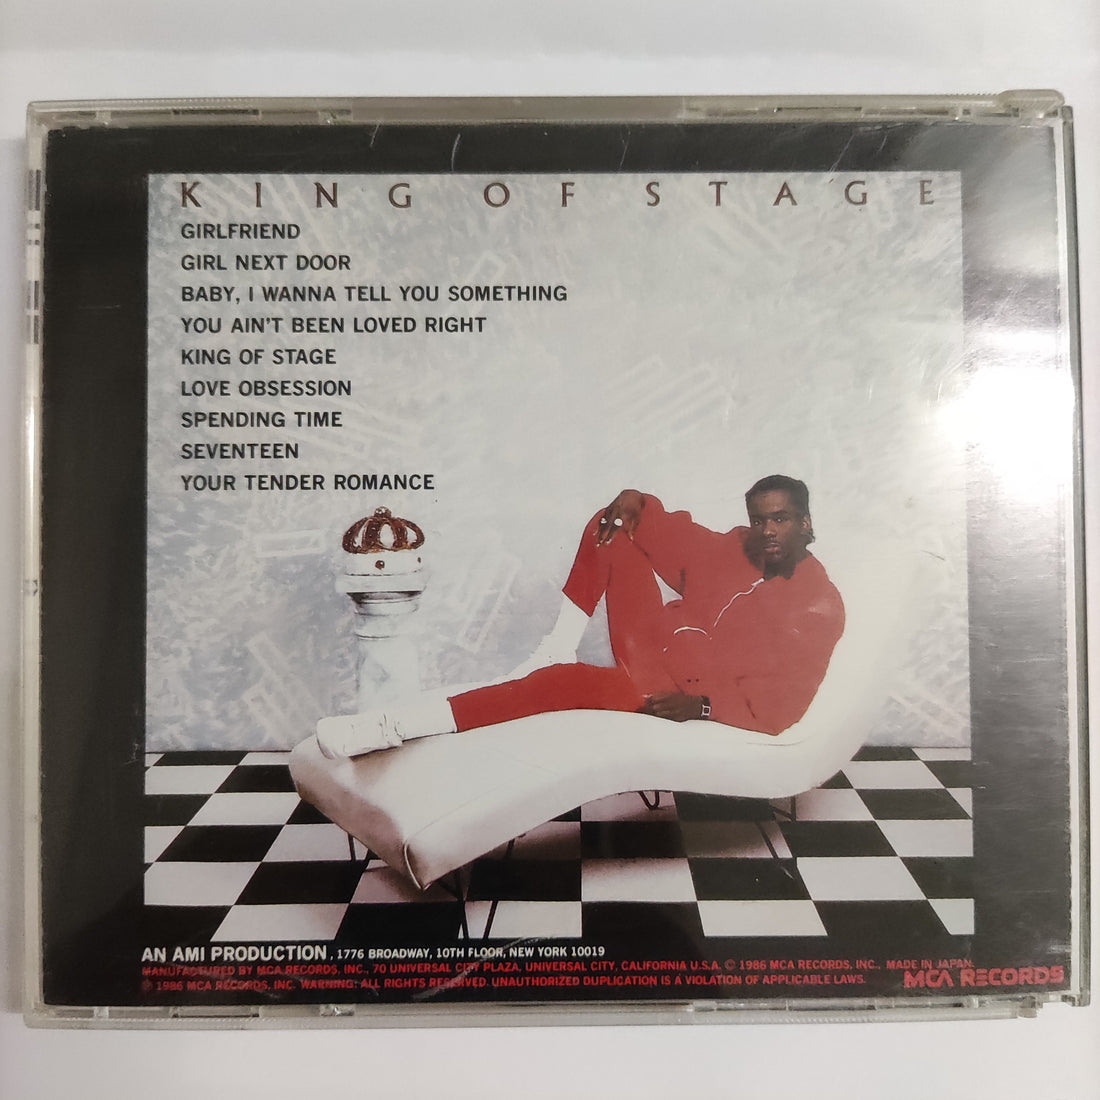 KING OF STAGE
GIRLFRIEND
GIRL NEXT DOOR
BABY, I WANNA TELL YOU SOMETHING
YOU AIN'T BEEN LOVED RIGHT
KING OF STAGE
LOVE OBSESSION
SPENDING TIME
SEVENTEEN
YOUR TENDER ROMANCE
AN AMI PRODUCTION, 1776 BROADWAY, 10TH FLOOR, NEW YORK 10019
MANUFACTURED BY MCA RECORDS, INC., 70 UNIVERSAL CITY PLAZA, UNIVERSAL CITY, CALIFORNIA U.S.A. © 1986 MCA RECORDS, INC., MADE IN JAPAN.
℗ 1986 MCA RECORDS, INC. WARNING: ALL RIGHTS RESERVED. UNAUTHORIZED DUPLICATION IS A VIOLATION OF APPLICABLE LAWS.
MCA RECORDS